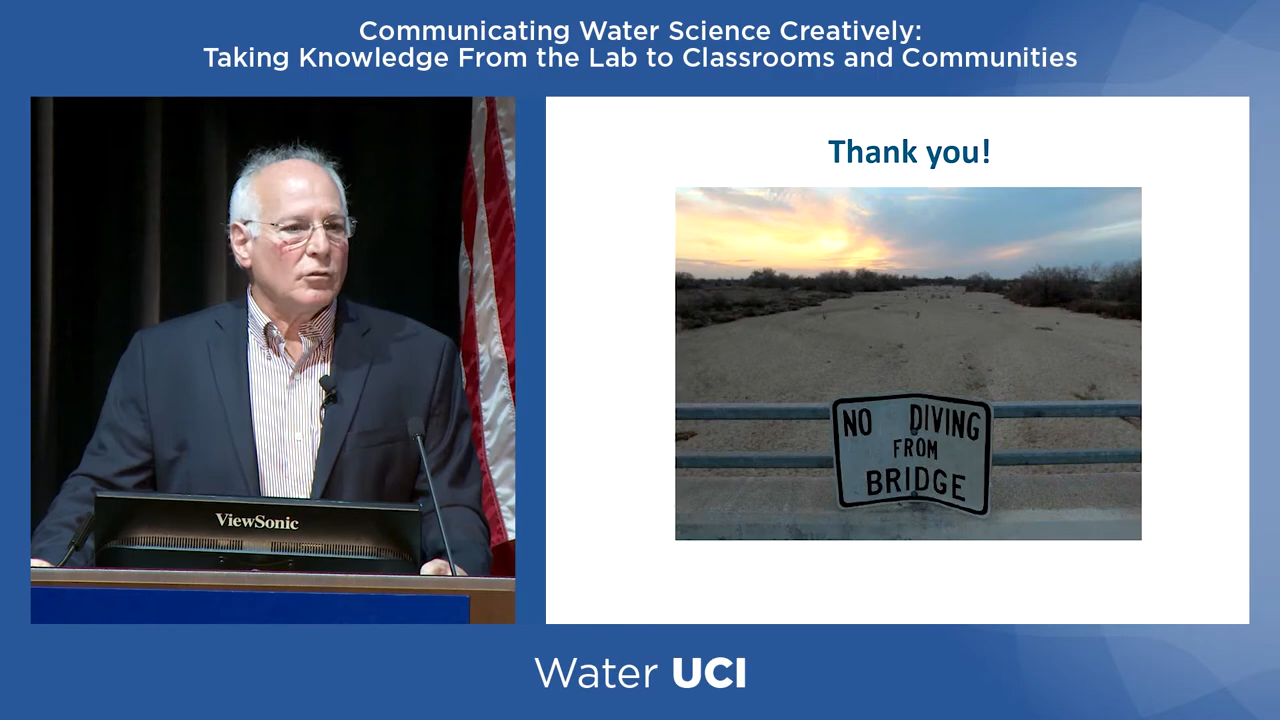 Communicating Water Science Creatively:
Taking Knowledge From the Lab to Classrooms and Communities
Thank you!
NO DIVING
FROM
BRIDGE
ViewSonic
Water UCI